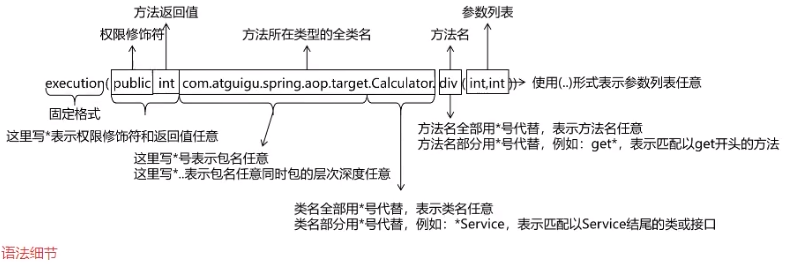 方法返回值
参数列表
权限修饰符
方法所在类型的全类名
方法名
execution( public int com.atguigu.spring.aop.target.Calculator. div ( int,int ))
使用(..)形式表示参数列表任意
固定格式
这里写*表示权限修饰符和返回值任意
方法名全部用*号代替，表示方法名任意
方法名部分用*号代替，例如：get*，表示匹配以get开头的方法
这里写*号表示包名任意
这里写*..表示包名任意同时包的层次深度任意
类名全部用*号代替，表示类名任意
类名部分用*号代替，例如：*Service，表示匹配以Service结尾的类或接口
语法细节